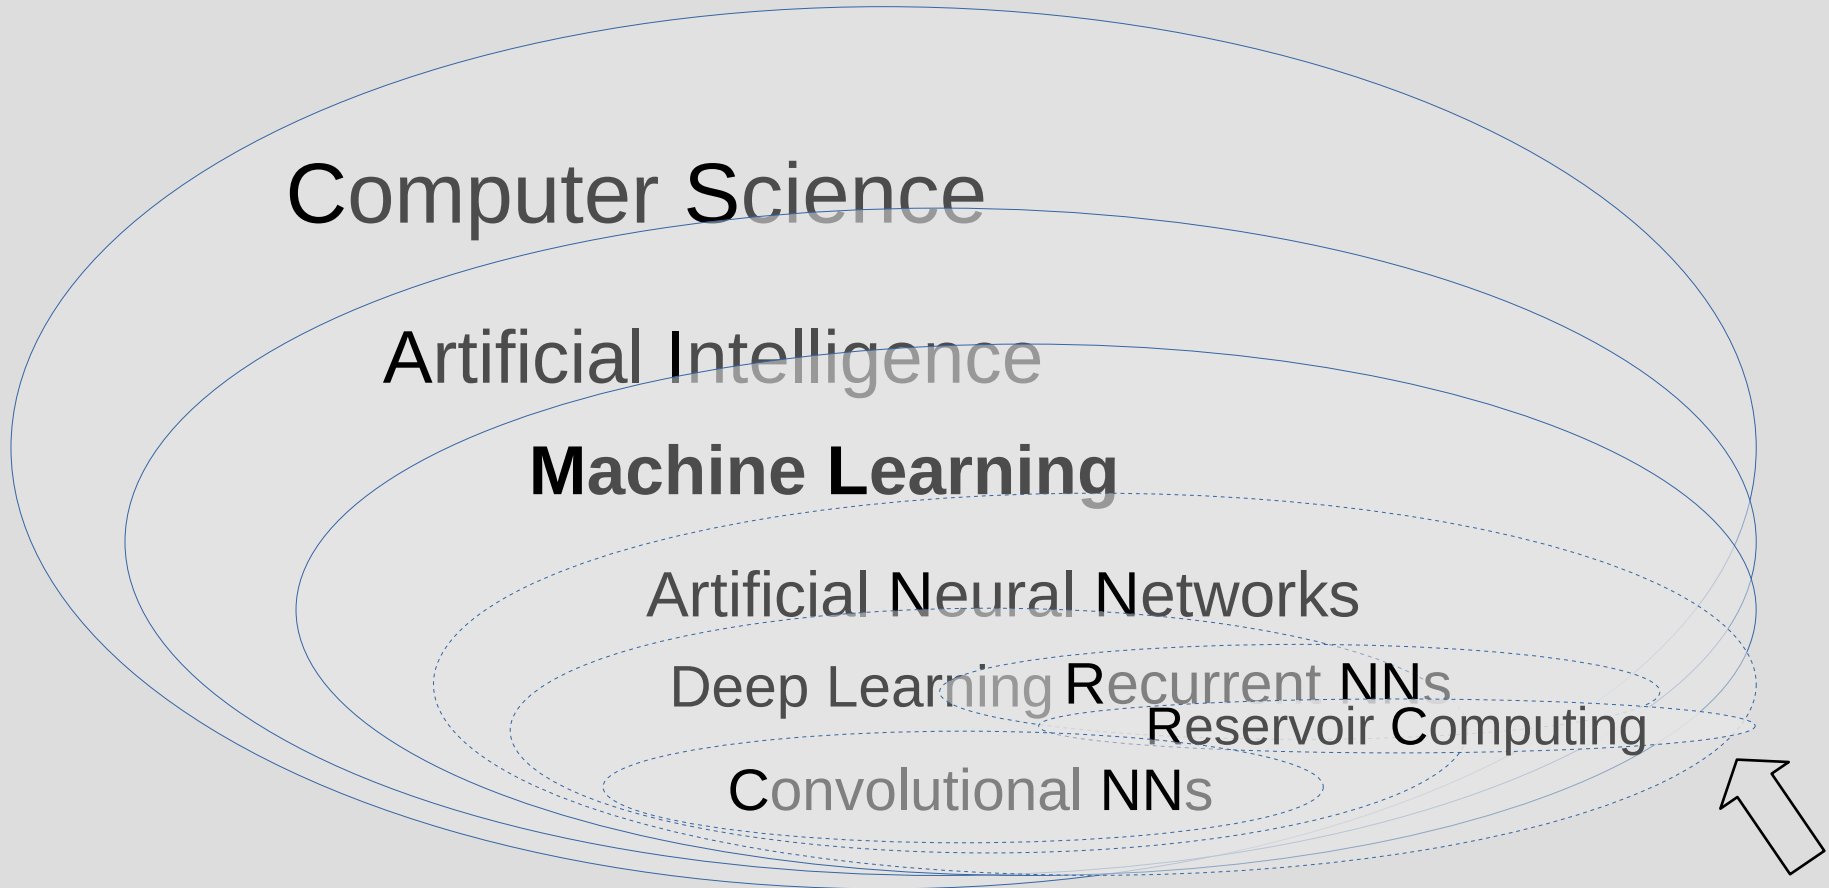 Computer Science
Artificial Intelligence
Machine Learning
Artificial Neural Networks
Deep Learning
Recurrent NNs
Reservoir Computing
Convolutional NNs